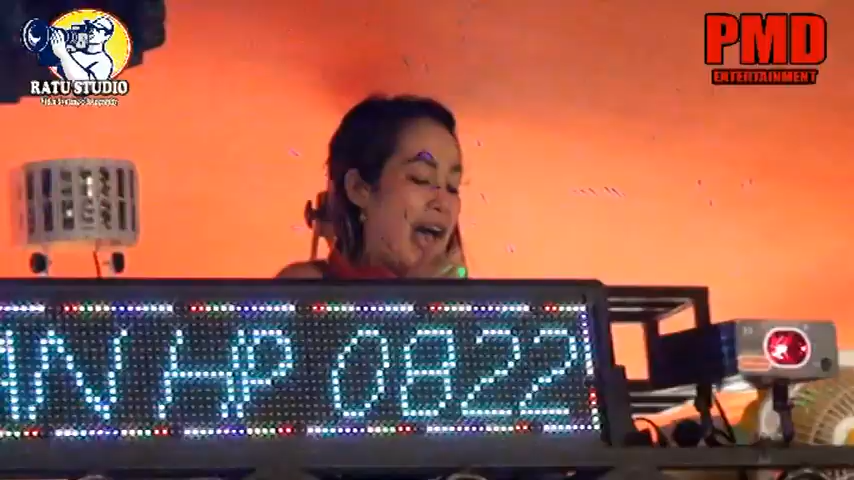 RATU STUDIO
PMD
ENTERTAINMENT
AN HP 0822